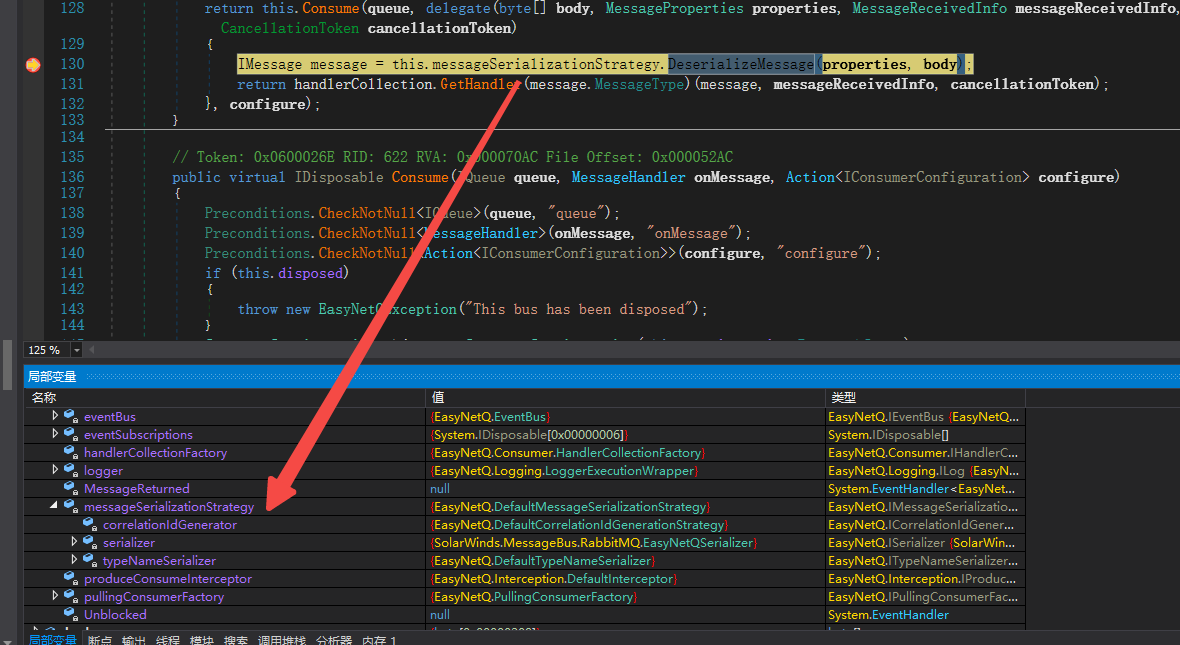 128 return this.Consume(queue, delegate(byte[] body, MessageProperties properties, MessageReceivedInfo messageReceivedInfo,
CancellationToken cancellationToken)
129 {
130 IMessage message = this.messageSerializationStrategy.DeserializeMessage(properties, body);
131 return handlerCollection.GetHandler(message.MessageType)(message, messageReceivedInfo, cancellationToken);
132 }, configure);
133 }
134
135 // Token: 0x0600026E RID: 622 RVA: 0x000070AC File Offset: 0x000052AC
136 public virtual IDisposable Consume(IQueue queue, MessageHandler onMessage, Action<IConsumerConfiguration> configure)
137 {
138 Preconditions.CheckNotNull<IQueue>(queue, "queue");
139 Preconditions.CheckNotNull<MessageHandler>(onMessage, "onMessage");
140 Preconditions.CheckNotNull<Action<IConsumerConfiguration>>(configure, "configure");
141 if (this.disposed)
142 {
143 throw new EasyNetQException("This bus has been disposed");
144 }
125 %
局部变量
名称 值 类型
eventBus {EasyNetQ.EventBus} EasyNetQ.IEventBus {EasyNetQ...
eventSubscriptions {System.IDisposable[0x00000006]} System.IDisposable[]
handlerCollectionFactory {EasyNetQ.Consumer.HandlerCollectionFactory} EasyNetQ.Consumer.IHandlerC...
logger {EasyNetQ.Logging.LoggerExecutionWrapper} EasyNetQ.Logging.ILog {EasyN...
MessageReturned null System.EventHandler<EasyNet...
messageSerializationStrategy {EasyNetQ.DefaultMessageSerializationStrategy} EasyNetQ.IMessageSerializatio...
correlationIdGenerator {EasyNetQ.DefaultCorrelationIdGenerationStrategy} EasyNetQ.ICorrelationIdGener...
serializer {SolarWinds.MessageBus.RabbitMQ.EasyNetQSerializer} EasyNetQ.ISerializer {SolarWin...
typeNameSerializer {EasyNetQ.DefaultTypeNameSerializer} EasyNetQ.ITypeNameSerializer...
produceConsumeInterceptor {EasyNetQ.Interception.DefaultInterceptor} EasyNetQ.Interception.IProduc...
pullingConsumerFactory {EasyNetQ.PullingConsumerFactory} EasyNetQ.IPullingConsumerFac...
Unblocked null System.EventHandler
局部变量 断点 输出 线程 模块 搜索 调用堆栈 分析器 内存 1